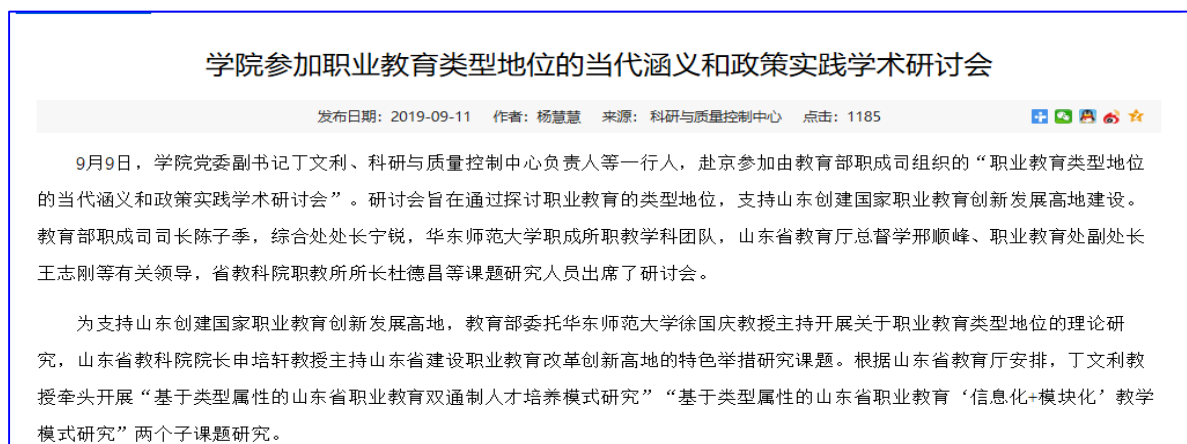 学院参加职业教育类型地位的当代涵义和政策实践学术研讨会
发布日期：2019-09-11 作者：杨慧慧 来源：科研与质量控制中心 点击：1185
9月9日，学院党委副书记丁文利、科研与质量控制中心负责人等一行人，赴京参加由教育部职成司组织的“职业教育类型地位
的当代涵义和政策实践学术研讨会”。研讨会旨在通过探讨职业教育的类型地位，支持山东创建国家职业教育创新发展高地建设。
教育部职成司司长陈子季，综合处处长宁锐，华东师范大学职成所职教学科团队，山东省教育厅总督学邢顺峰、职业教育处副处长
王志刚等有关领导，省教科院职教所所长杜德昌等课题研究人员出席了研讨会。
为支持山东创建国家职业教育创新发展高地，教育部委托华东师范大学徐国庆教授主持开展关于职业教育类型地位的理论研
究，山东省教科院院长申培轩教授主持山东省建设职业教育改革创新高地的特色举措研究课题。根据山东省教育厅安排，丁文利教
授牵头开展“基于类型属性的山东省职业教育双通制人才培养模式研究”“基于类型属性的山东省职业教育‘信息化+模块化’教学
模式研究”两个子课题研究。